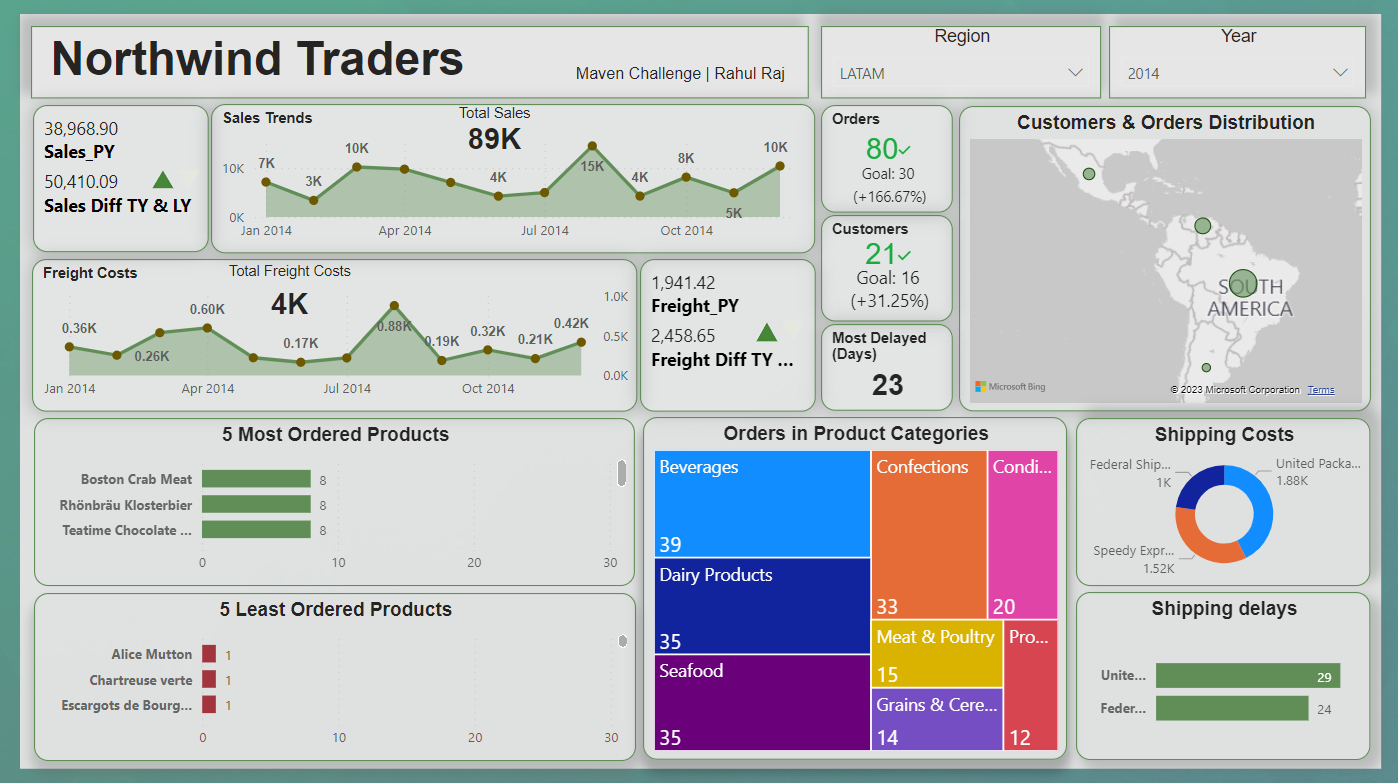 Northwind Traders
Maven Challenge | Rahul Raj
Region
LATAM
Year
2014
38,968.90
Sales_PY
50,410.09
Sales Diff TY & LY
Sales Trends
Total Sales
89K
10K
0K
7K
3K
10K
4K
15K
4K
8K
5K
10K
Jan 2014
Apr 2014
Jul 2014
Oct 2014
Orders
80
Goal: 30
(+166.67%)
Customers
21
Goal: 16
(+31.25%)
Most Delayed
(Days)
23
Customers & Orders Distribution
SOUTH
AMERICA
Microsoft Bing
© 2023 Microsoft Corporation Terms
Freight Costs
Total Freight Costs
4K
0.36K
0.26K
0.60K
0.17K
0.88K
0.19K
0.32K
0.21K
0.42K
1.0K
0.5K
0.0K
Jan 2014
Apr 2014
Jul 2014
Oct 2014
1,941.42
Freight_PY
2,458.65
Freight Diff TY ...
5 Most Ordered Products
Boston Crab Meat 8
Rhönbräu Klosterbier 8
Teatime Chocolate ... 8
0 10 20 30
5 Least Ordered Products
Alice Mutton 1
Chartreuse verte 1
Escargots de Bourg... 1
0 10 20 30
Orders in Product Categories
Beverages
39
Dairy Products
35
Seafood
35
Confections
33
Condi...
20
Meat & Poultry
15
Grains & Cere...
14
Pro...
12
Shipping Costs
Federal Ship...
1K
United Packa...
1.88K
Speedy Expr...
1.52K
Shipping delays
Unite... 29
Feder... 24